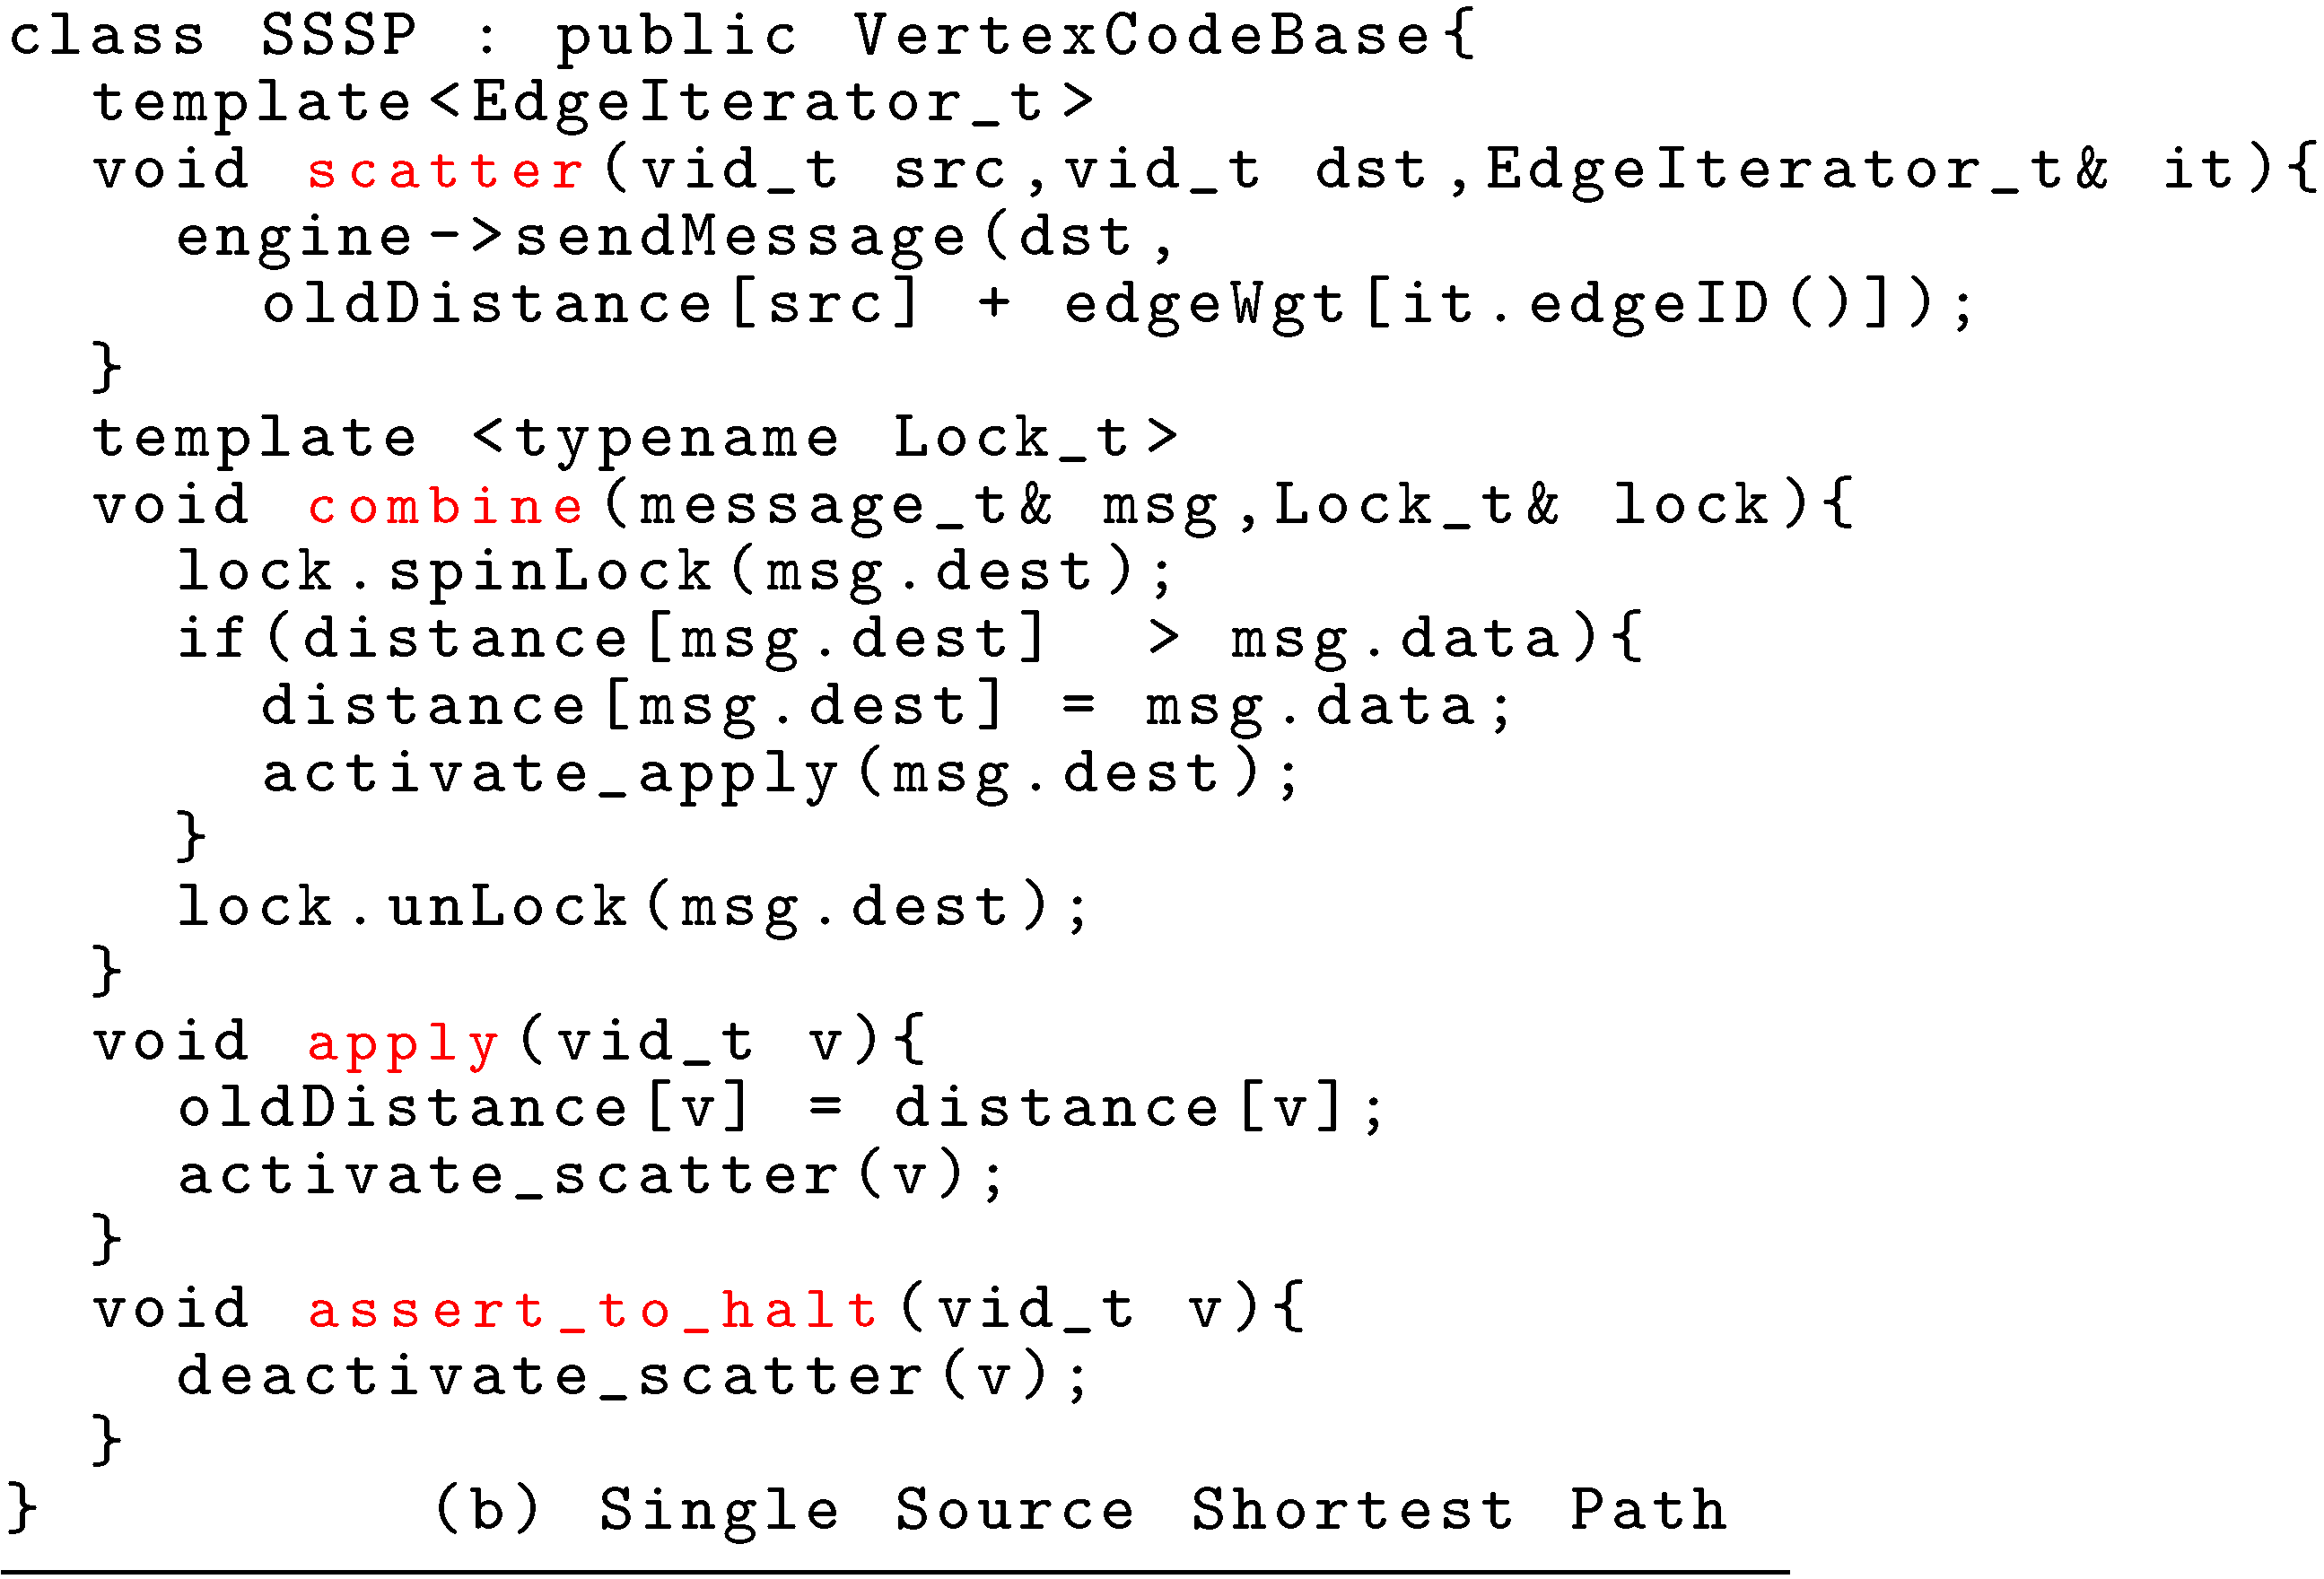 class SSSP : public VertexCodeBase{
template<EdgeIterator_t>
void scatter(vid_t src,vid_t dst,EdgeIterator_t& it){
engine->sendMessage(dst,
oldDistance[src] + edgeWgt[it.edgeID()]);
}
template <typename Lock_t>
void combine(message_t& msg,Lock_t& lock){
lock.spinLock(msg.dest);
if(distance[msg.dest] > msg.data){
distance[msg.dest] = msg.data;
activate_apply(msg.dest);
}
lock.unLock(msg.dest);
}
void apply(vid_t v){
oldDistance[v] = distance[v];
activate_scatter(v);
}
void assert_to_halt(vid_t v){
deactivate_scatter(v);
}
} (b) Single Source Shortest Path